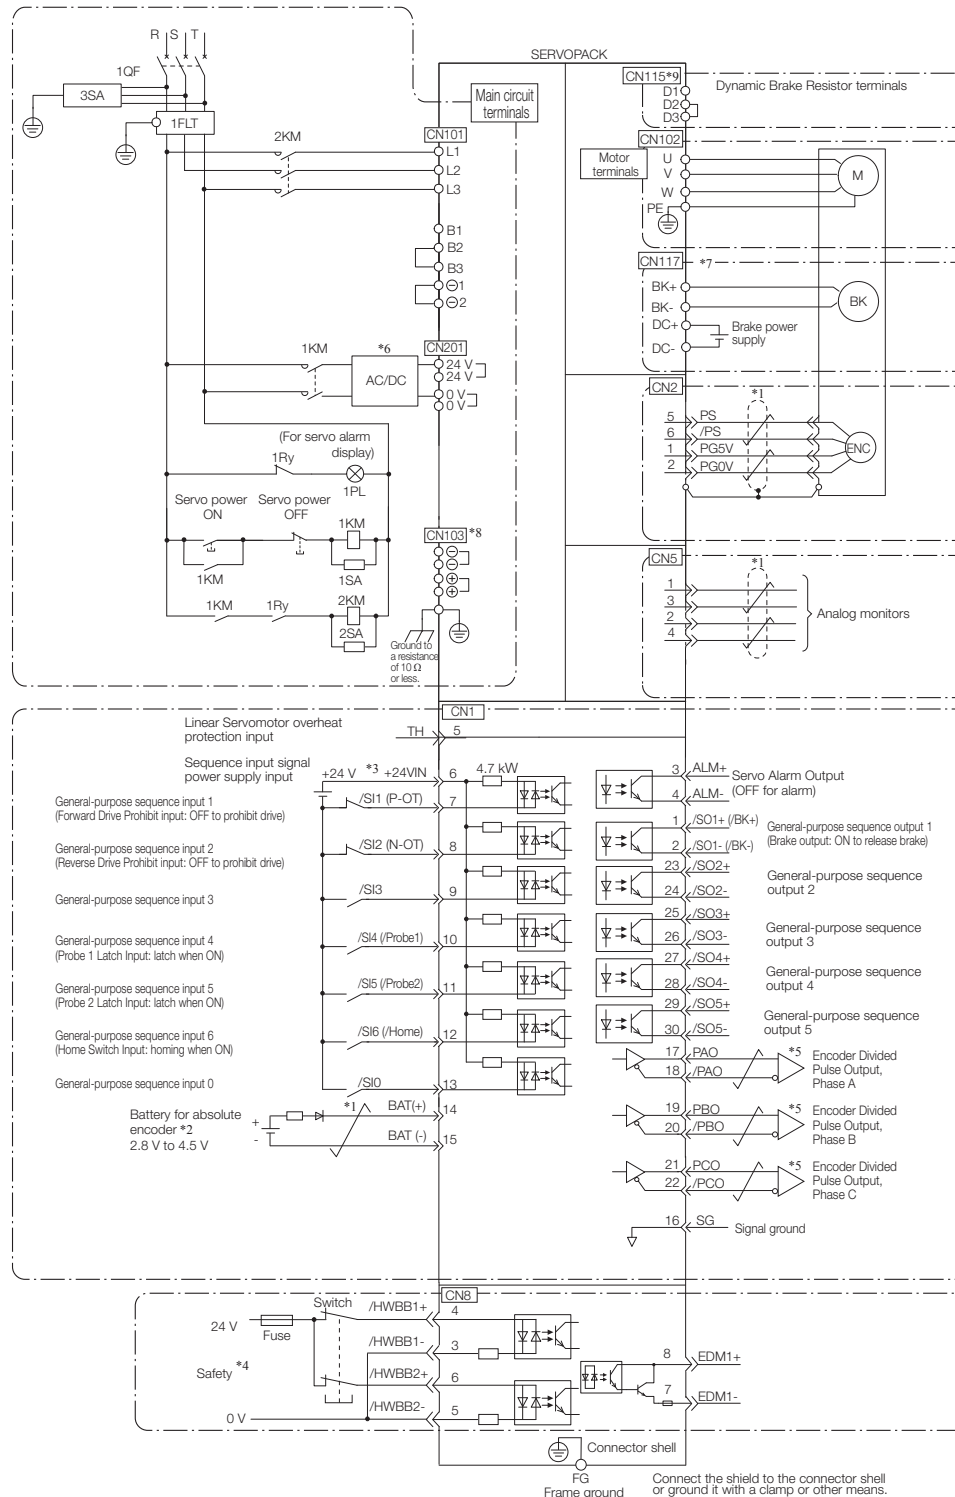 R S T
1QF
3SA
1FLT
2KM
SERVOPACK
Main circuit
terminals
CN101
L1
L2
L3
B1
B2
B3
⊖1
⊖2
1KM
*6
AC/DC
CN201
24 V
24 V
0 V
0 V
(For servo alarm
display)
1Ry
1PL
Servo power
ON
Servo power
OFF
1KM
1KM
1SA
1KM
1Ry
2KM
2SA
CN103 *8
⊖
⊖
⊕
⊕
Ground to
a resistance
of 10 Ω
or less.
CN115*9
Dynamic Brake Resistor terminals
D1
D2
D3
CN102
Motor
terminals
U
V
W
PE
M
CN117 *7
BK+
BK-
BK
DC+
DC-
Brake power
supply
CN2
*1
5 PS
6 /PS
1 PG5V
2 PG0V
ENC
CN5
*1
1
3
2
4
Analog monitors
CN1
Linear Servomotor overheat
protection input
TH 5
Sequence input signal
power supply input
+24 V *3 +24VIN 6 4.7 kW
General-purpose sequence input 1
(Forward Drive Prohibit input: OFF to prohibit drive)
/SI1 (P-OT) 7
General-purpose sequence input 2
(Reverse Drive Prohibit input: OFF to prohibit drive)
/SI2 (N-OT) 8
General-purpose sequence input 3
/SI3 9
General-purpose sequence input 4
(Probe 1 Latch Input: latch when ON)
/SI4 (/Probe1) 10
General-purpose sequence input 5
(Probe 2 Latch Input: latch when ON)
/SI5 (/Probe2) 11
General-purpose sequence input 6
(Home Switch Input: homing when ON)
/SI6 (/Home) 12
General-purpose sequence input 0
/SI0 13
Battery for absolute
encoder *2
2.8 V to 4.5 V
+
-
*1
BAT(+) 14
BAT (-) 15
3 ALM+
4 ALM-
Servo Alarm Output
(OFF for alarm)
1 /SO1+ (/BK+)
2 /SO1- (/BK-)
General-purpose sequence output 1
(Brake output: ON to release brake)
23 /SO2+
24 /SO2-
General-purpose sequence
output 2
25 /SO3+
26 /SO3-
General-purpose sequence
output 3
27 /SO4+
28 /SO4-
General-purpose sequence
output 4
29 /SO5+
30 /SO5-
General-purpose sequence
output 5
17 PAO
18 /PAO
*5
Encoder Divided
Pulse Output,
Phase A
19 PBO
20 /PBO
*5
Encoder Divided
Pulse Output,
Phase B
21 PCO
22 /PCO
*5
Encoder Divided
Pulse Output,
Phase C
16 SG
Signal ground
CN8
Switch
24 V
Fuse
/HWBB1+ 4
/HWBB1- 3
Safety *4
/HWBB2+ 6
/HWBB2- 5
0 V
8 EDM1+
7 EDM1-
Connector shell
FG
Frame ground
Connect the shield to the connector shell
or ground it with a clamp or other means.